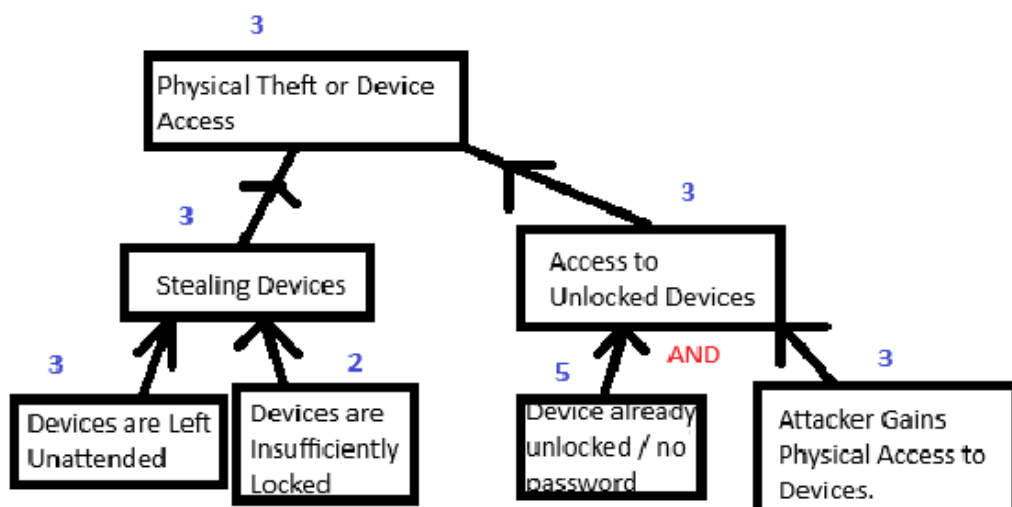 3
Physical Theft or Device
Access
3
Stealing Devices
3
Access to
Unlocked Devices
3
Devices are Left
Unattended
2
Devices are
Insufficiently
Locked
5
Device already
unlocked / no
password
AND
3
Attacker Gains
Physical Access to
Devices.